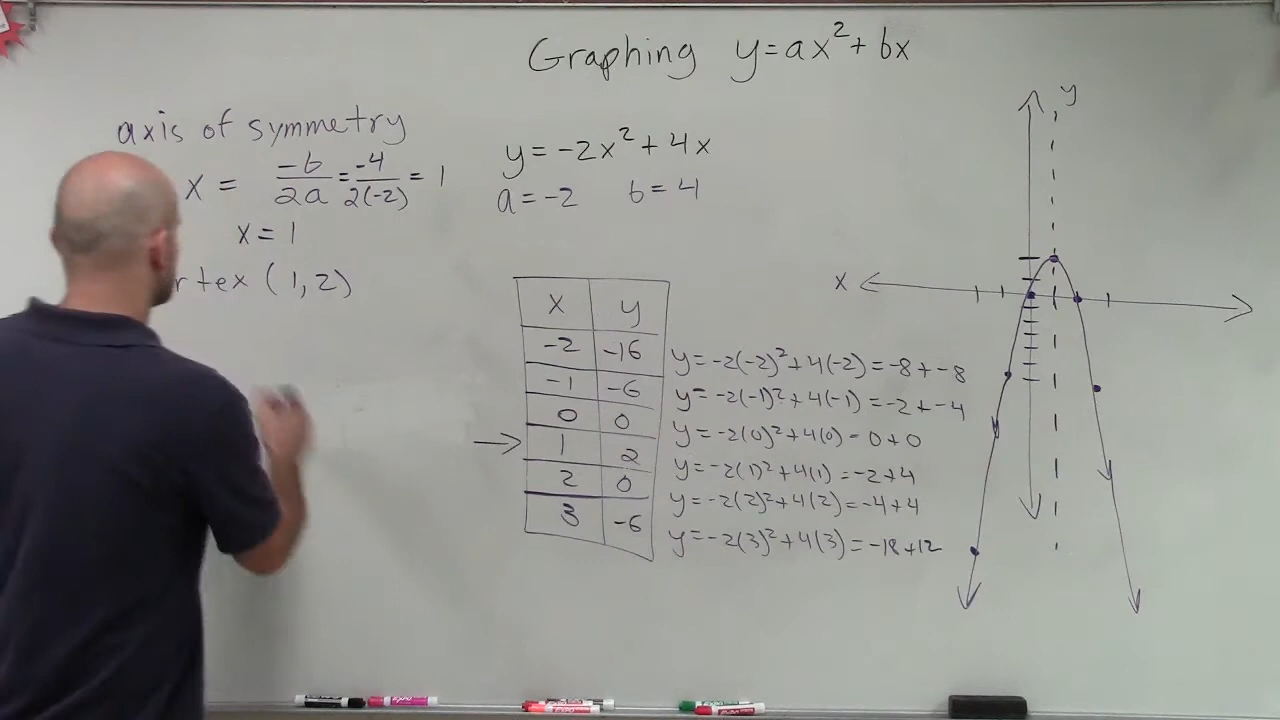 Graphing y=ax²+bx
axis of symmetry
x = -b/2a = -4/2(-2) = 1
x = 1
rtex (1,2)
y = -2x² + 4x
a = -2 b = 4
x y
-2 -16
-1 -6
0 0
1 2
2 0
3 -6
y = -2(-2)² + 4(-2) = -8 + -8
y = -2(-1)² + 4(-1) = -2 + -4
y = -2(0)² + 4(0) = 0 + 0
y = -2(1)² + 4(1) = -2 + 4
y = -2(2)² + 4(2) = -4 + 4
y = -2(3)² + 4(3) = -18 + 12
y
x